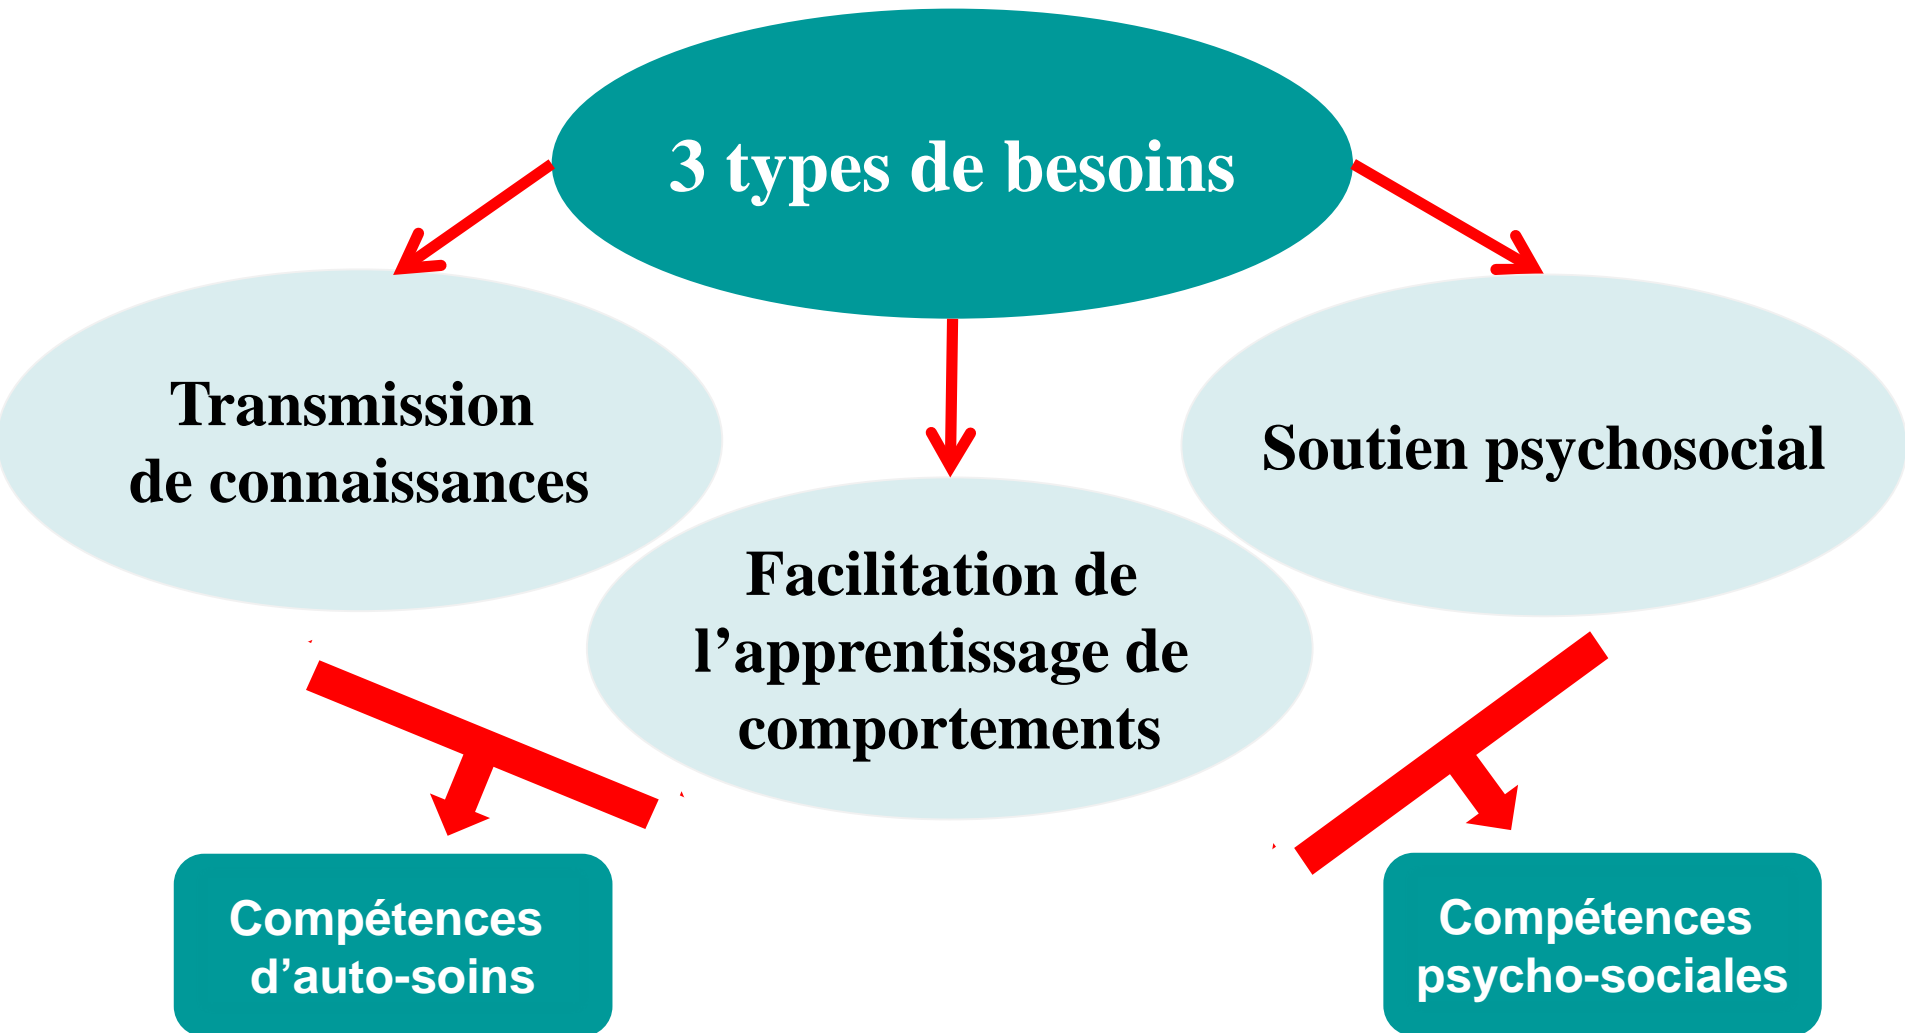 3 types de besoins
Transmission
de connaissances
Soutien psychosocial
Facilitation de
l’apprentissage de
comportements
Compétences
d’auto-soins
Compétences
psycho-sociales